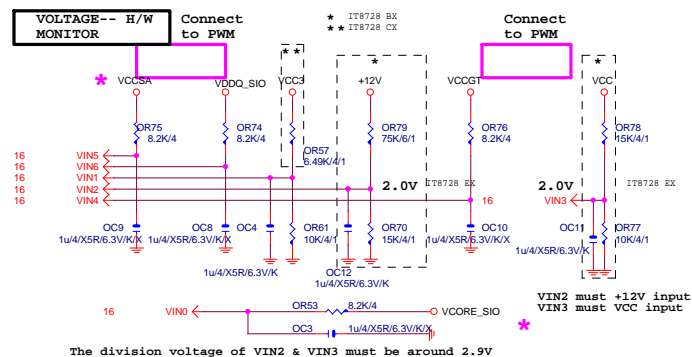 VOLTAGE-- H/W
MONITOR
Connect
to PWM
* IT8728 BX
** IT8728 CX
Connect
to PWM
* VCCSA
VDDQ_SIO
**
VCC3
*
+12V
VCCGT
*
VCC
OR75
8.2K/4
OR74
8.2K/4
OR57
6.49K/4/1
OR79
75K/6/1
OR76
8.2K/4
OR78
15K/4/1
16 VIN5
16 VIN6
16 VIN1
16 VIN2
16 VIN4
2.0V
IT8728 EX
16
2.0V
VIN3
IT8728 EX
OC9
1u/4/X5R/6.3V/K/X
OC8
1u/4/X5R/6.3V/K/X
OC4
1u/4/X5R/6.3V/K
OR61
10K/4/1
OC12
1u/4/X5R/6.3V/K
OR70
15K/4/1
OC10
1u/4/X5R/6.3V/K/X
OC11
1u/4/X5R/6.3V/K
OR77
10K/4/1
16 VIN0
OR53
8.2K/4
VCORE_SIO
OC3
1u/4/X5R/6.3V/K/X
VIN2 must +12V input
VIN3 must VCC input
*
The division voltage of VIN2 & VIN3 must be around 2.9V